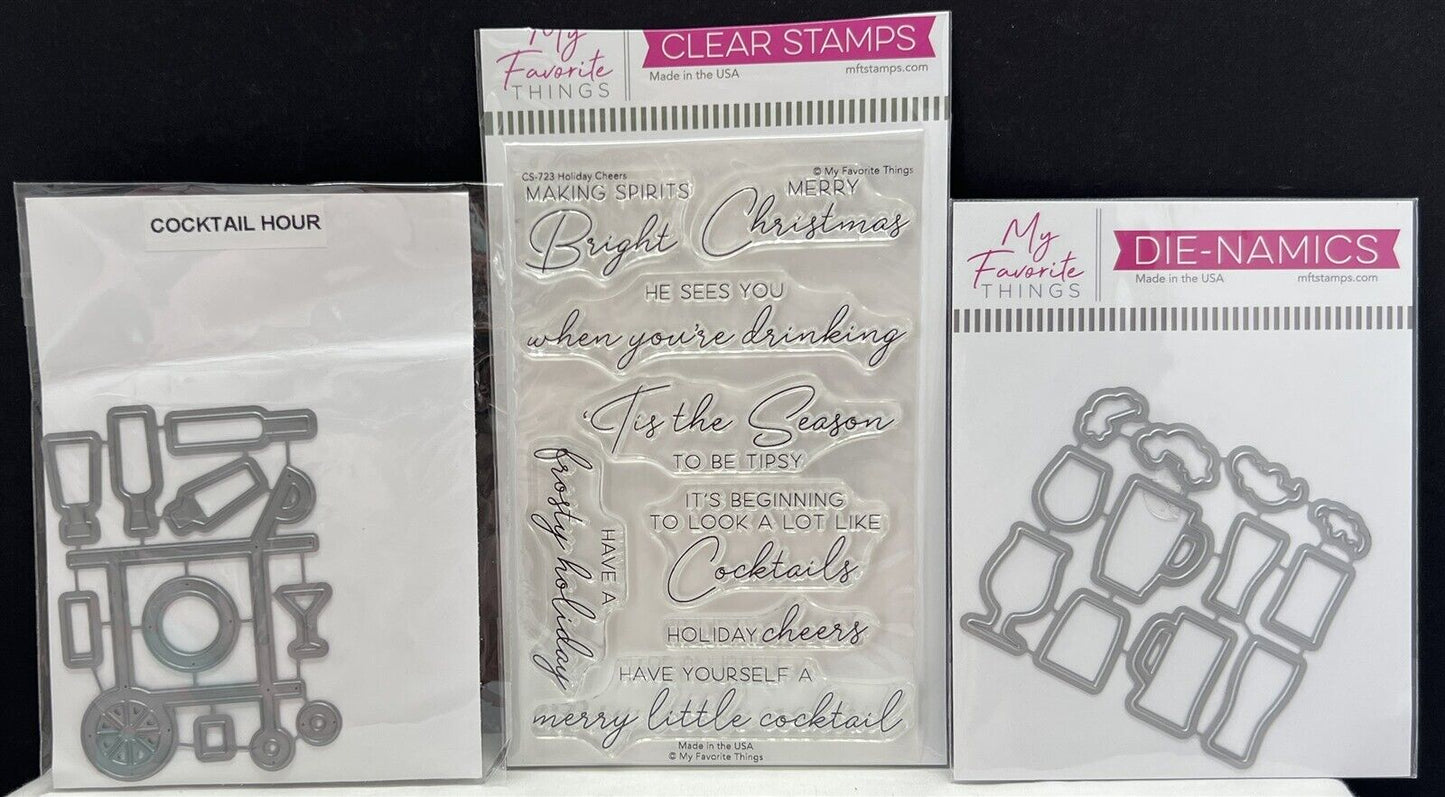 COCKTAIL HOUR
My
Favorite
THINGS
CLEAR STAMPS
Made in the USA
mftstamps.com
CS-723 Holiday Cheers
© My Favorite Things
MAKING SPIRITS
Bright
MERRY
Christmas
HE SEES YOU
when you're drinking
'Tis the Season
TO BE TIPSY
HAVE A
frosty holiday
IT'S BEGINNING
TO LOOK A LOT LIKE
Cocktails
HOLIDAY cheers
HAVE YOURSELF A
merry little cocktail
Made in the USA
© My Favorite Things
My
Favorite
THINGS
DIE-NAMICS
Made in the USA
mftstamps.com